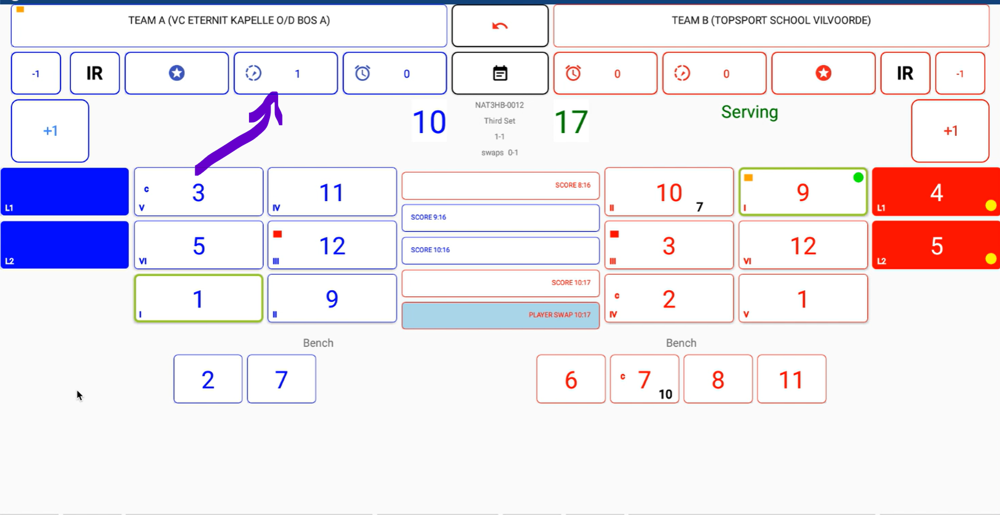 TEAM A (VC ETERNIT KAPELLE O/D BOS A)
TEAM B (TOPSPORT SCHOOL VILVOORDE)
-1
IR
1
0
0
0
IR
-1
+1
10
NAT3HB-0012
Third Set
1-1
swaps 0-1
17
Serving
+1
L1
C 3 V
11 IV
SCORE 8:16
10 II 7
9 I
4 L1
L2
5 VI
12 III
SCORE 9:16
SCORE 10:16
3 III
12 VI
5 L2
1 I
9 II
SCORE 10:17
PLAYER SWAP 10:17
C 2 IV
1 V
Bench
Bench
2
7
6
C 7 10
8
11